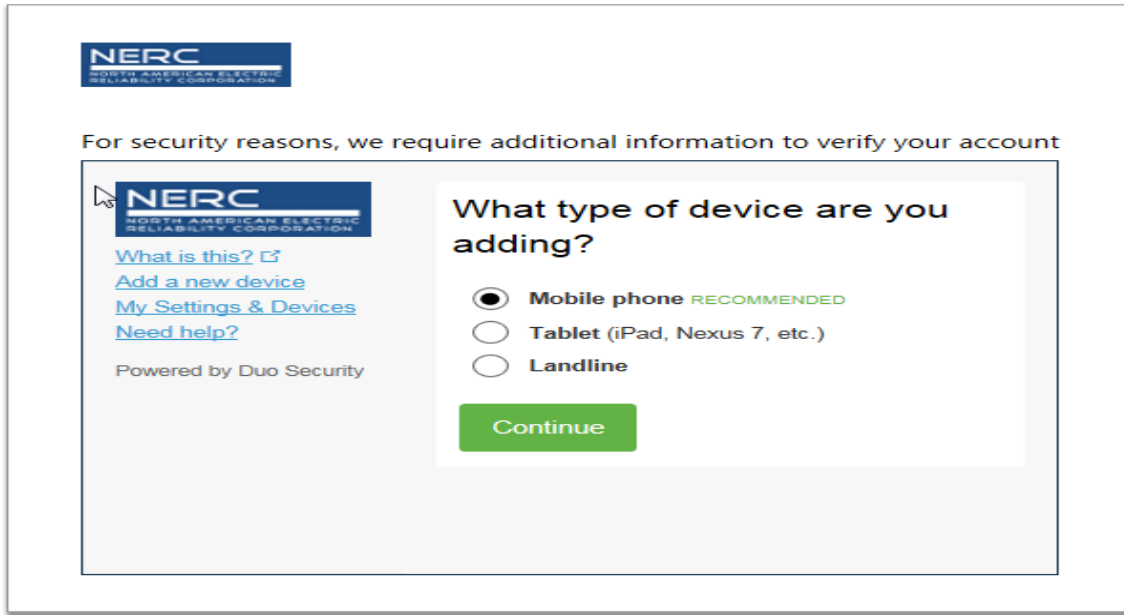 NERC
NORTH AMERICAN ELECTRIC
RELIABILITY CORPORATION
For security reasons, we require additional information to verify your account
NERC
NORTH AMERICAN ELECTRIC
RELIABILITY CORPORATION
What is this?
Add a new device
My Settings & Devices
Need help?
Powered by Duo Security
What type of device are you
adding?
Mobile phone RECOMMENDED
Tablet (iPad, Nexus 7, etc.)
Landline
Continue